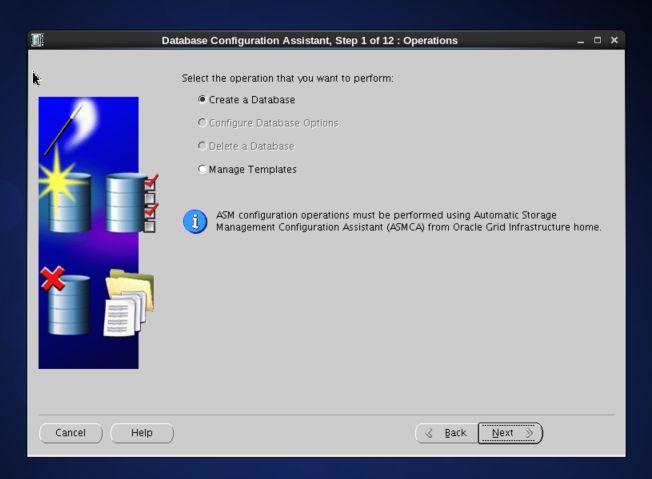 Database Configuration Assistant, Step 1 of 12 : Operations
Select the operation that you want to perform:
Create a Database
Configure Database Options
Delete a Database
Manage Templates
ASM configuration operations must be performed using Automatic Storage
Management Configuration Assistant (ASMCA) from Oracle Grid Infrastructure home.
Cancel
Help
Back
Next